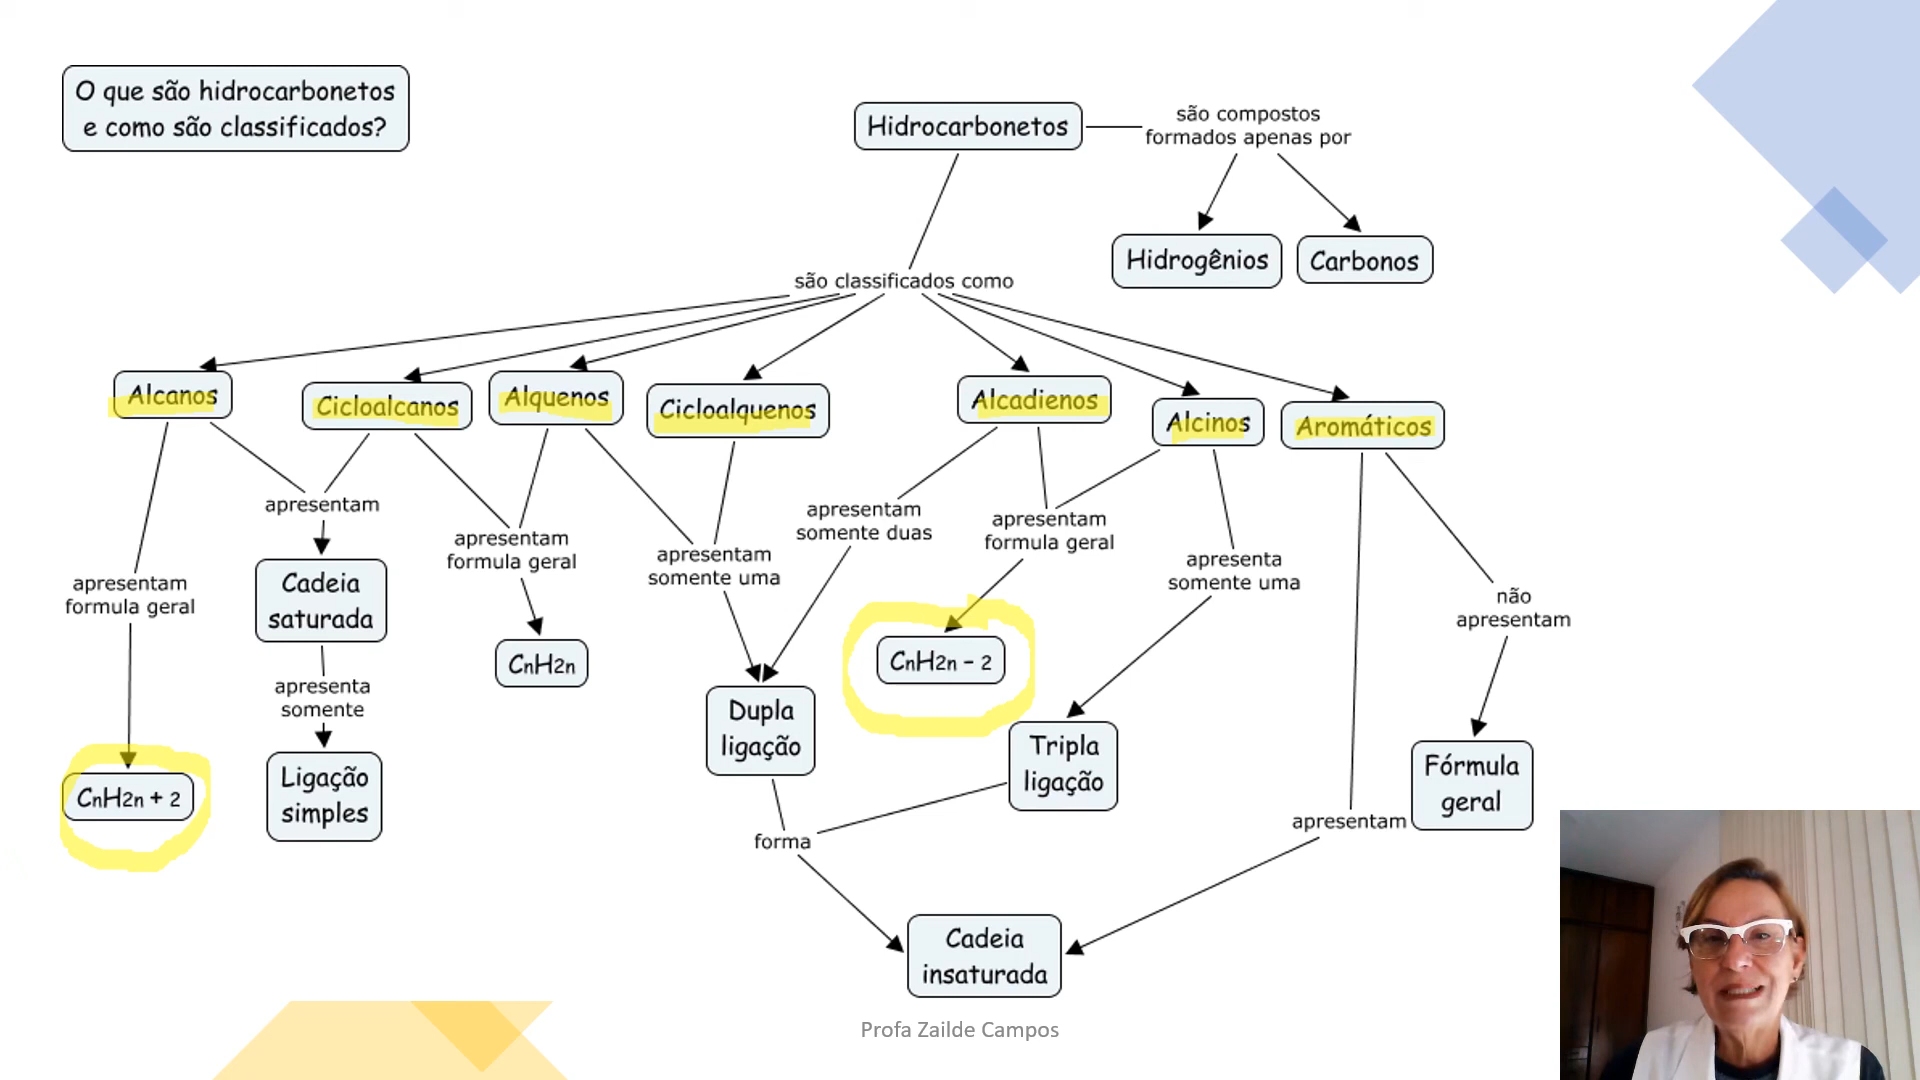 O que são hidrocarbonetos
e como são classificados?
Hidrocarbonetos
são compostos
formados apenas por
Hidrogênios
Carbonos
são classificados como
Alcanos
Cicloalcanos
Alquenos
Cicloalquenos
Alcadienos
Alcinos
Aromáticos
apresentam
formula geral
CnH2n + 2
apresentam
Cadeia
saturada
apresenta
somente
Ligação
simples
apresentam
formula geral
CnH2n
apresentam
somente uma
apresentam
somente duas
Dupla
ligação
apresentam
formula geral
CnH2n - 2
apresenta
somente uma
Tripla
ligação
forma
não
apresentam
Fórmula
geral
apresentam
Cadeia
insaturada
Profa Zailde Campos